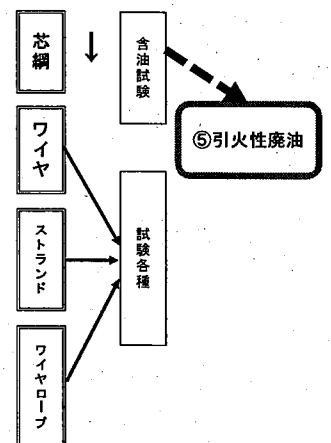 芯綱
含油試験
⑤引火性廃油
ワイヤ
ストランド
試験各種
ワイヤロープ